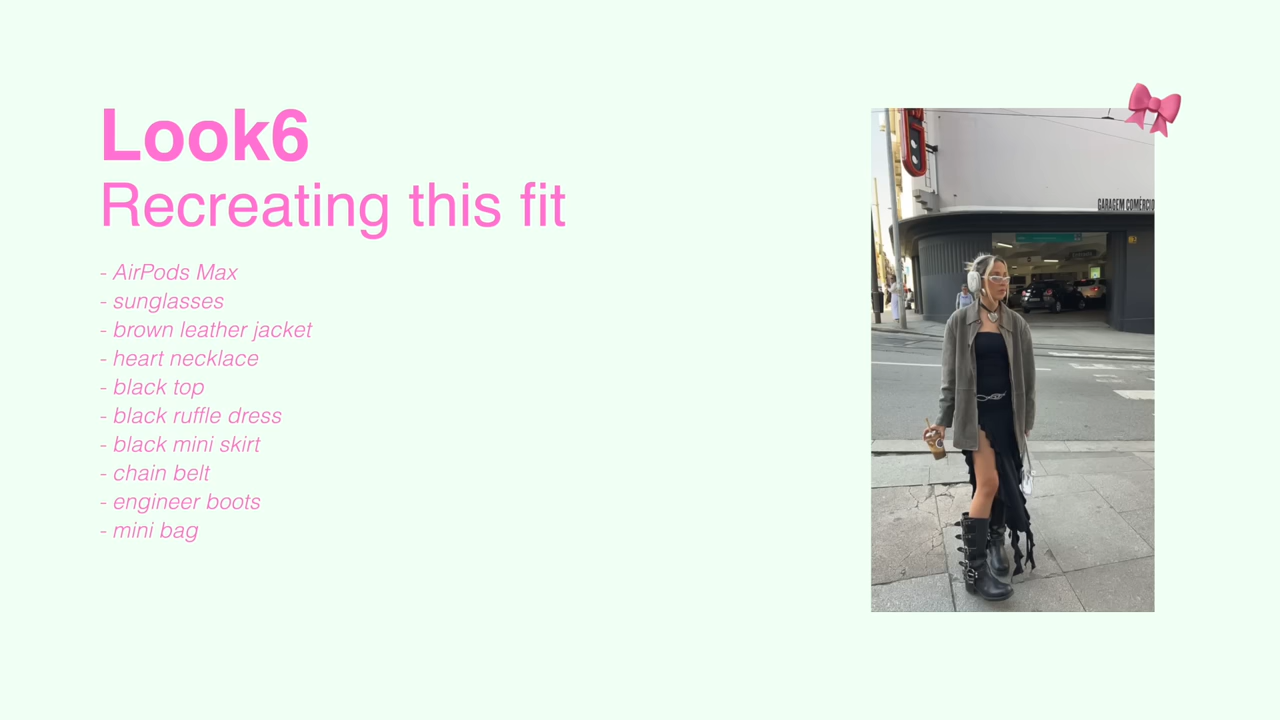 Look6
Recreating this fit
- AirPods Max
- sunglasses
- brown leather jacket
- heart necklace
- black top
- black ruffle dress
- black mini skirt
- chain belt
- engineer boots
- mini bag
GARAGEM COMÉRCIO